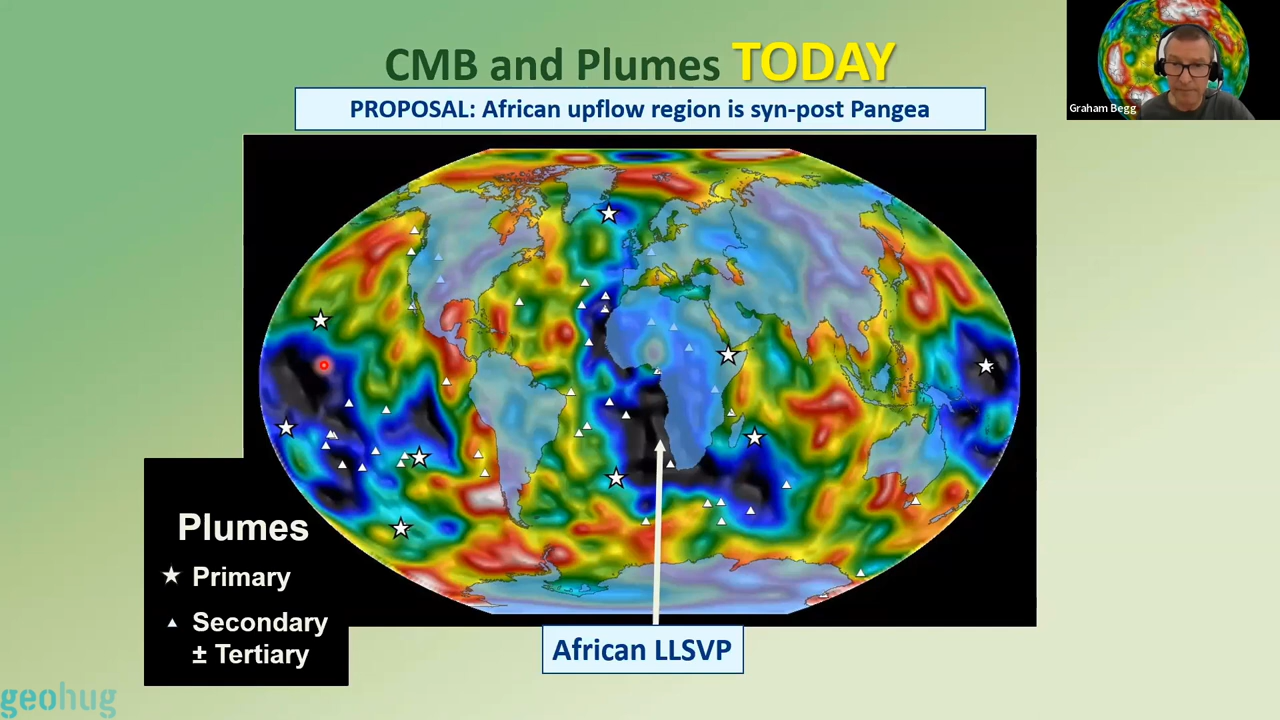 CMB and Plumes TODAY
PROPOSAL: African upflow region is syn-post Pangea
Graham Begg
Plumes
Primary
Secondary
± Tertiary
African LLSVP
geohug